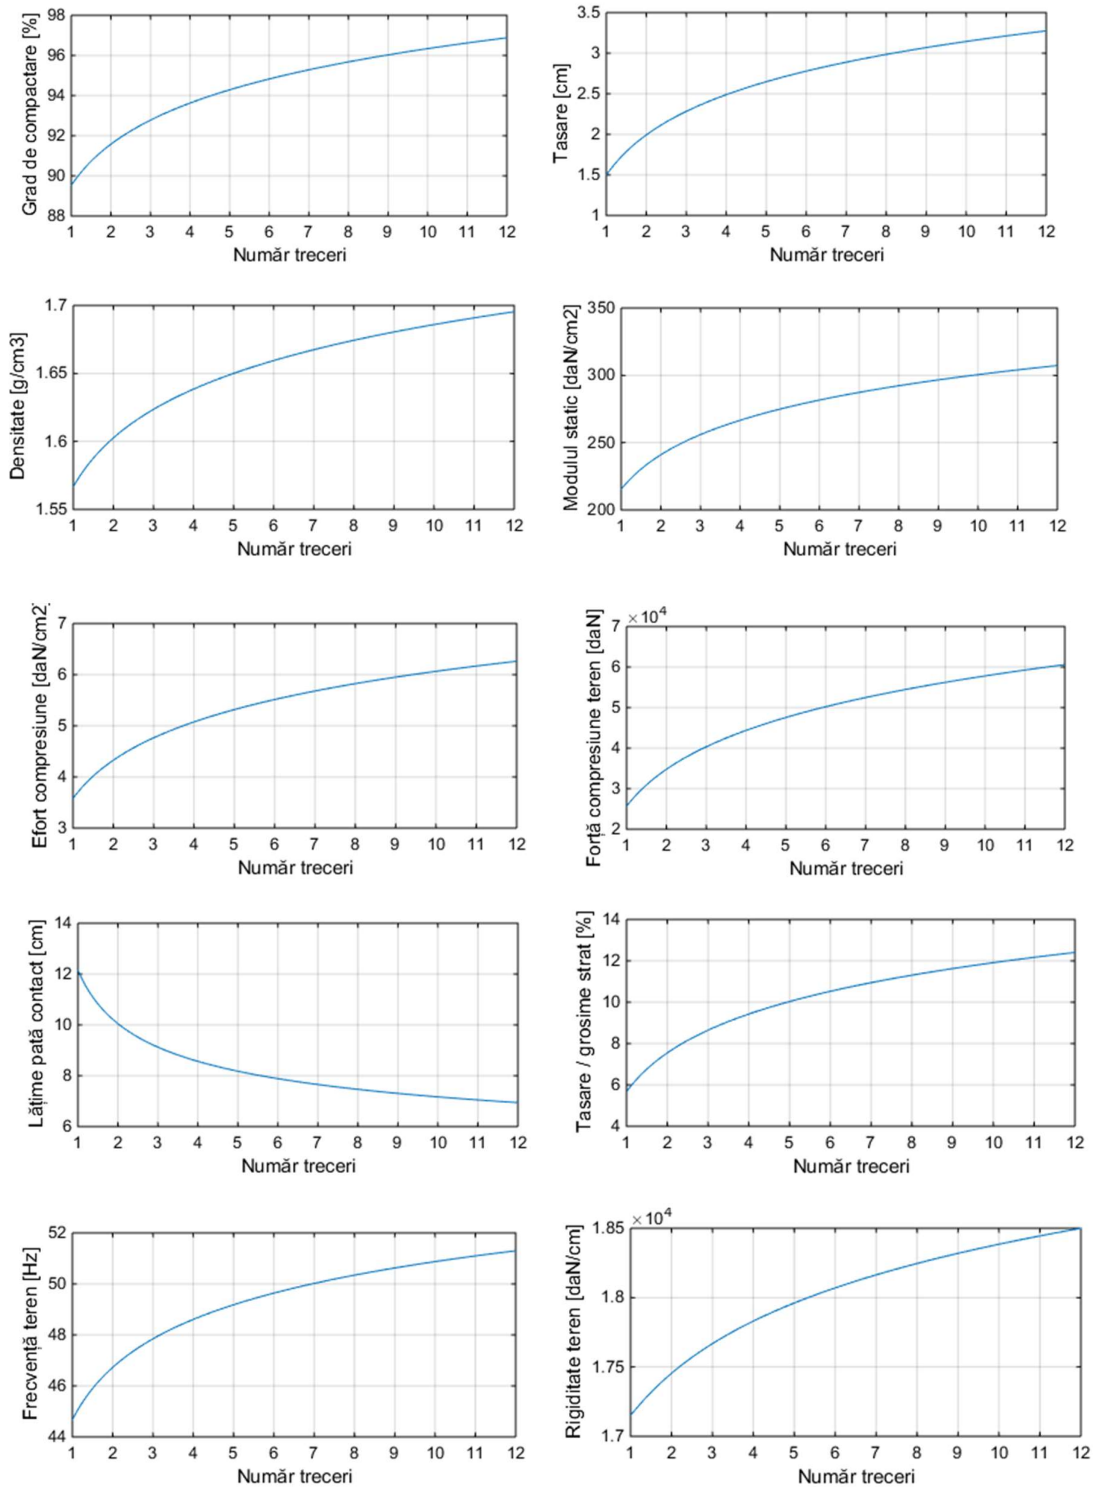 Grad de compactare [%]
98
96
94
92
90
88
1 2 3 4 5 6 7 8 9 10 11 12
Număr treceri
Tasare [cm]
3.5
3
2.5
2
1.5
1
1 2 3 4 5 6 7 8 9 10 11 12
Număr treceri
Densitate [g/cm3]
1.7
1.65
1.6
1.55
1 2 3 4 5 6 7 8 9 10 11 12
Număr treceri
Modulul static [daN/cm2]
350
300
250
200
1 2 3 4 5 6 7 8 9 10 11 12
Număr treceri
Efort compresiune [daN/cm2]
7
6
5
4
3
1 2 3 4 5 6 7 8 9 10 11 12
Număr treceri
Forță compresiune teren [daN]
×10⁴
7
6
5
4
3
2
1 2 3 4 5 6 7 8 9 10 11 12
Număr treceri
Lățime pată contact [cm]
14
12
10
8
6
1 2 3 4 5 6 7 8 9 10 11 12
Număr treceri
Tasare / grosime strat [%]
14
12
10
8
6
4
1 2 3 4 5 6 7 8 9 10 11 12
Număr treceri
Frecvență teren [Hz]
52
50
48
46
44
1 2 3 4 5 6 7 8 9 10 11 12
Număr treceri
Rigiditate teren [daN/cm]
×10⁴
1.85
1.8
1.75
1.7
1 2 3 4 5 6 7 8 9 10 11 12
Număr treceri